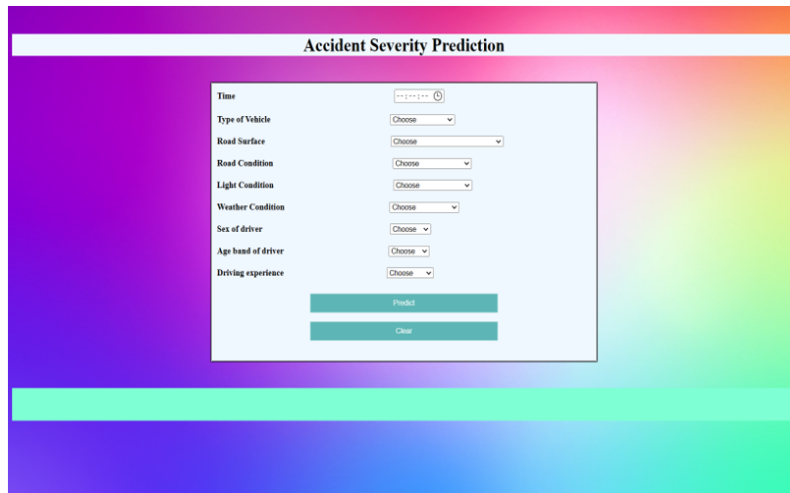 Accident Severity Prediction
Time --:--:--
Type of Vehicle Choose
Road Surface Choose
Road Condition Choose
Light Condition Choose
Weather Condition Choose
Sex of driver Choose
Age band of driver Choose
Driving experience Choose
Predict
Clear